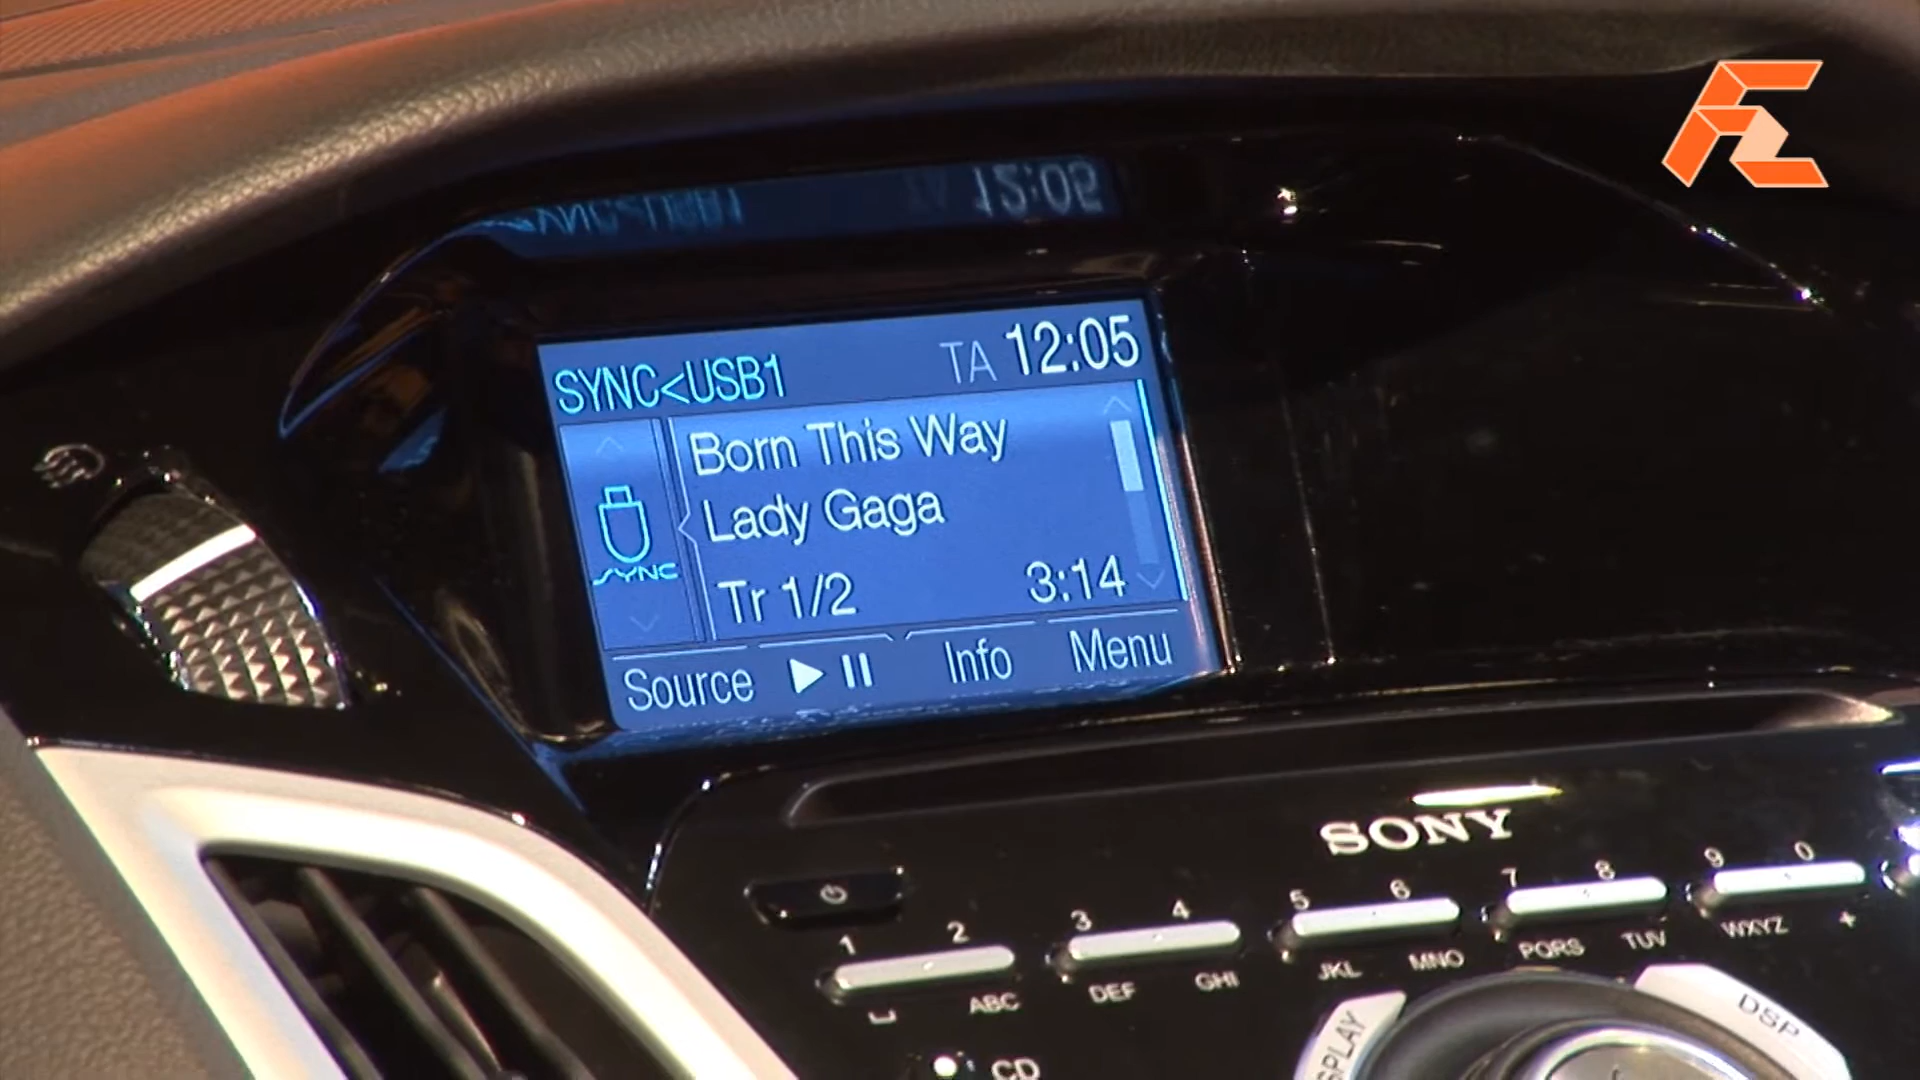 SYNC<USB1 TA 12:05
Born This Way
Lady Gaga
SYNC
Tr 1/2 3:14
Source Info Menu
SONY
1 2 3 4 5 6 7 8 9 0
ABC DEF GHI JKL MNO PQRS TUV WXYZ +
DSP
CD